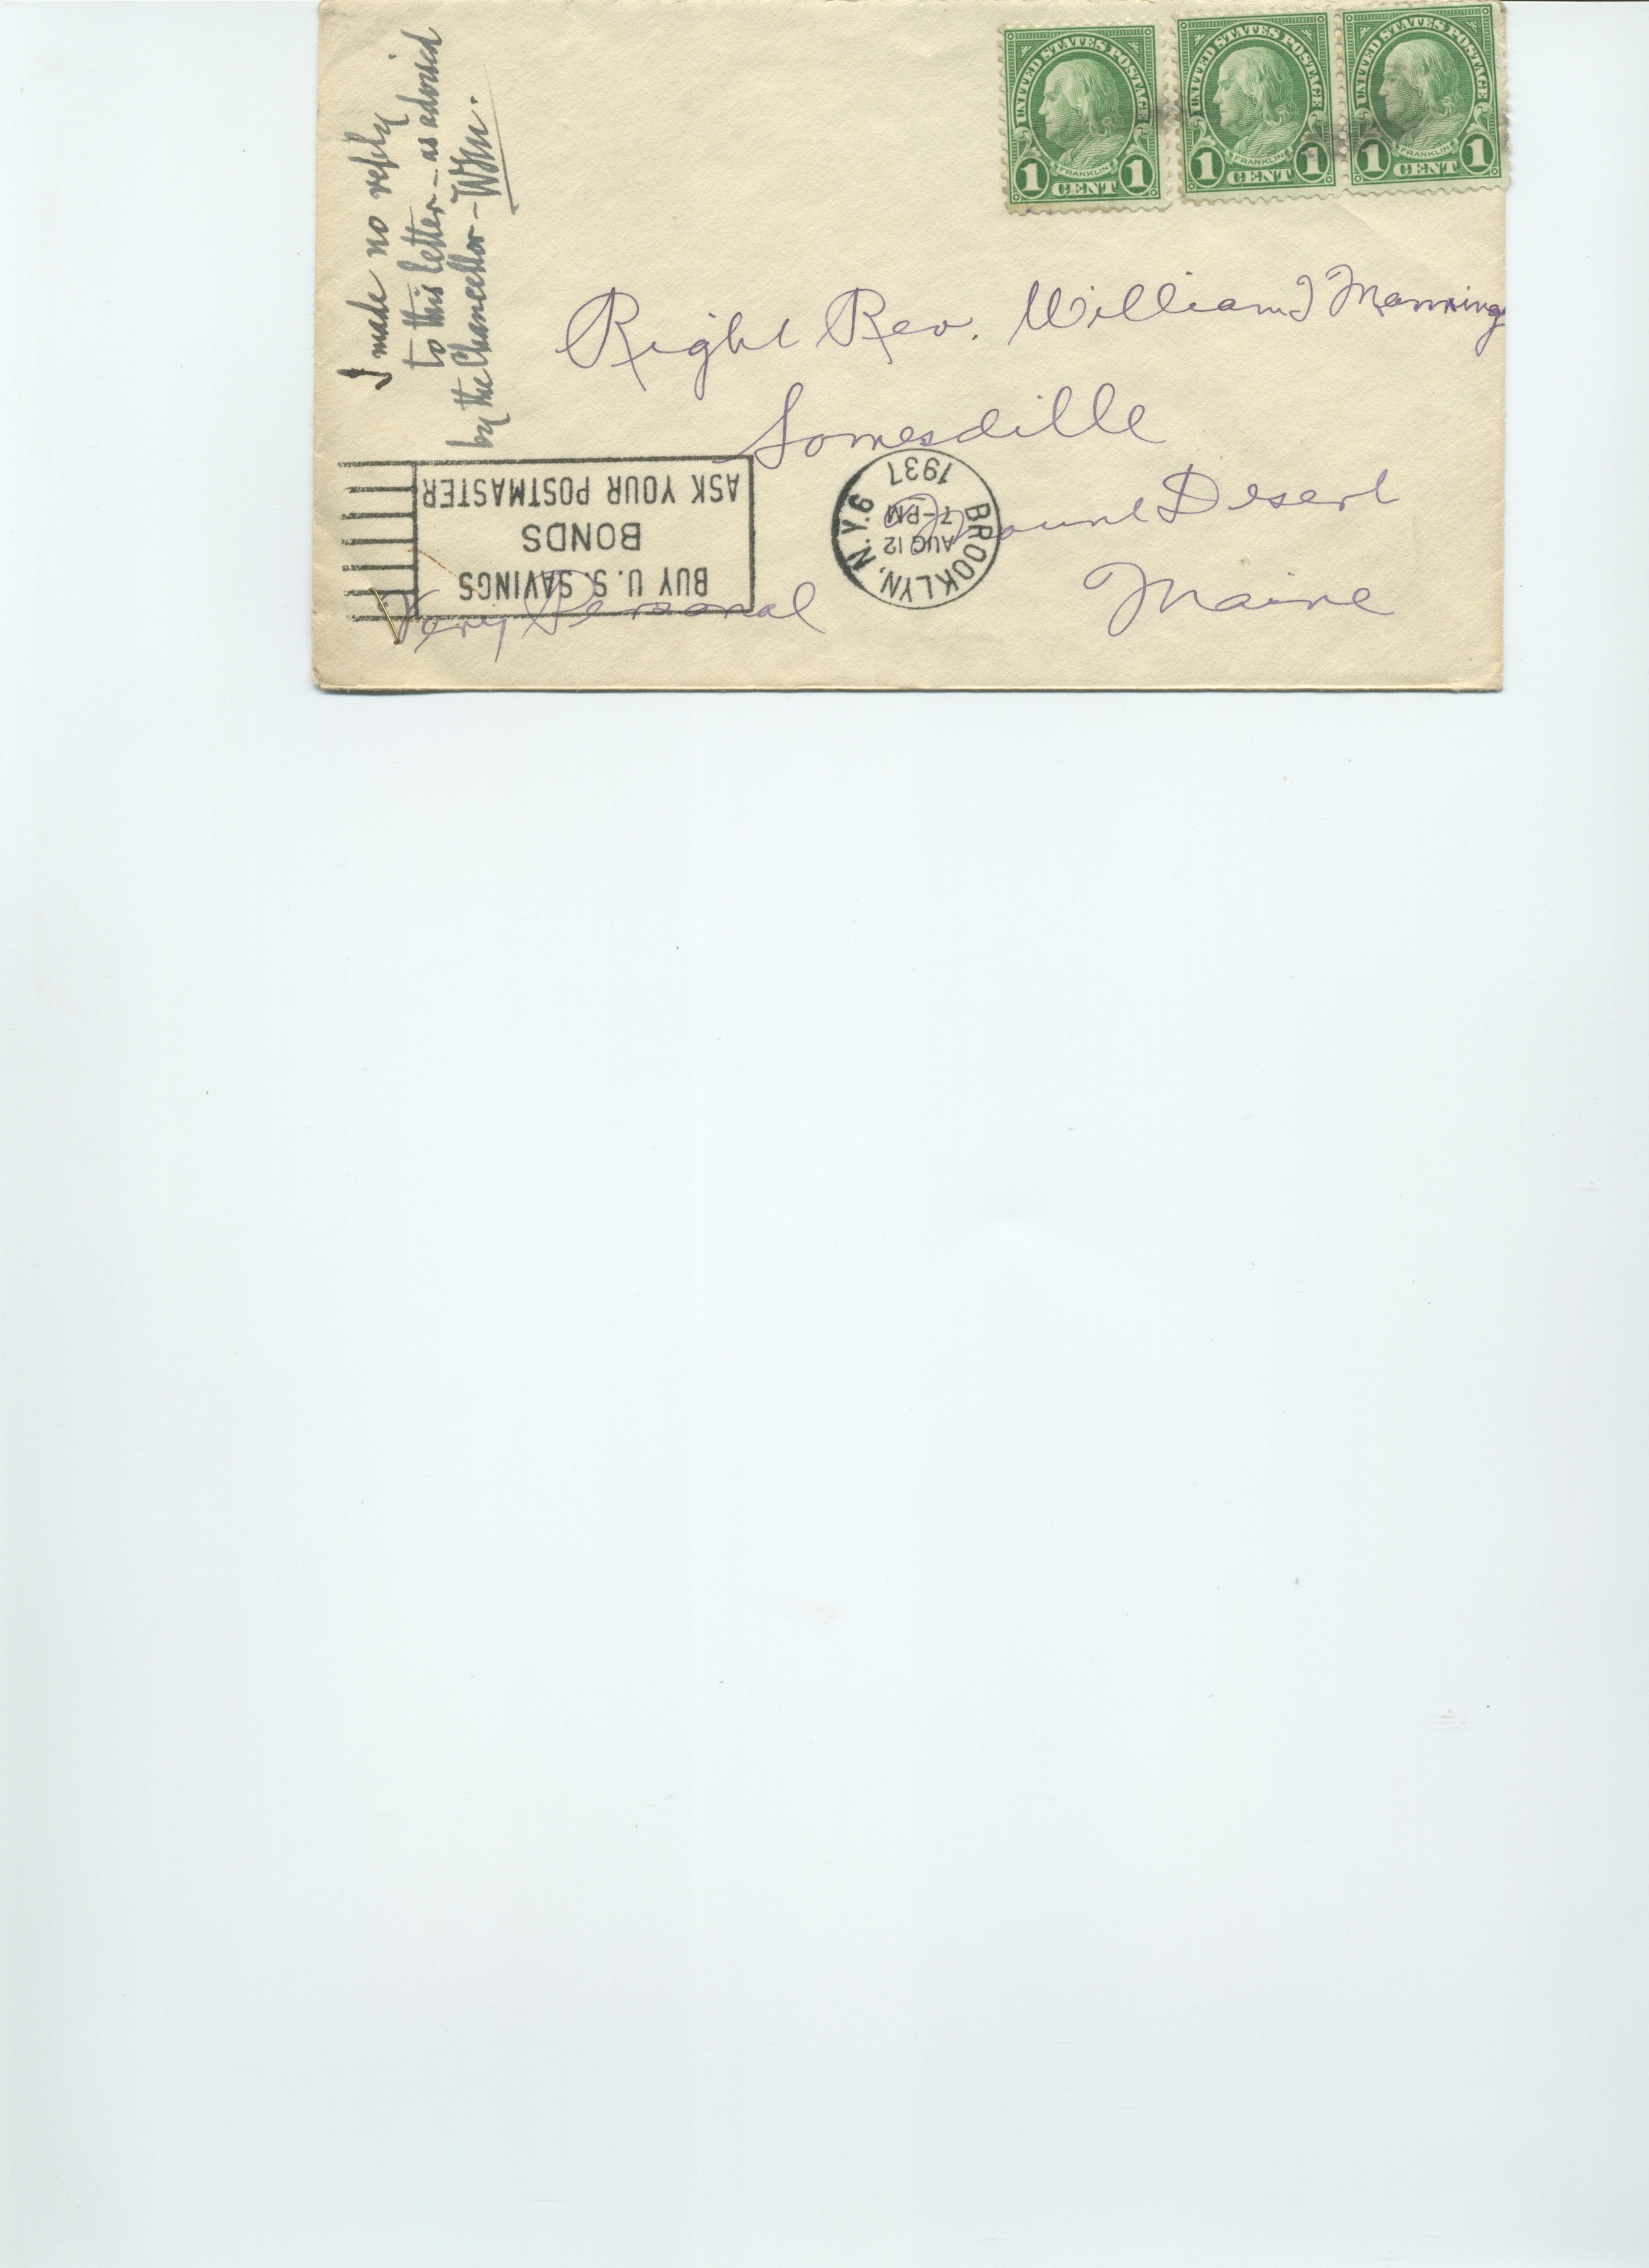 I made no reply
to this letter – as advised
by the Chancellor – WTM.
UNITED STATES POSTAGE
FRANKLIN
1 CENT 1
UNITED STATES POSTAGE
FRANKLIN
1 CENT 1
UNITED STATES POSTAGE
FRANKLIN
1 CENT 1
Right Rev. William T Manning
Somesville
Mount Desert
Maine
Very Personal
BUY U. S. SAVINGS
BONDS
ASK YOUR POSTMASTER
BROOKLYN, N.Y. 6
AUG 12
7-PM
1937